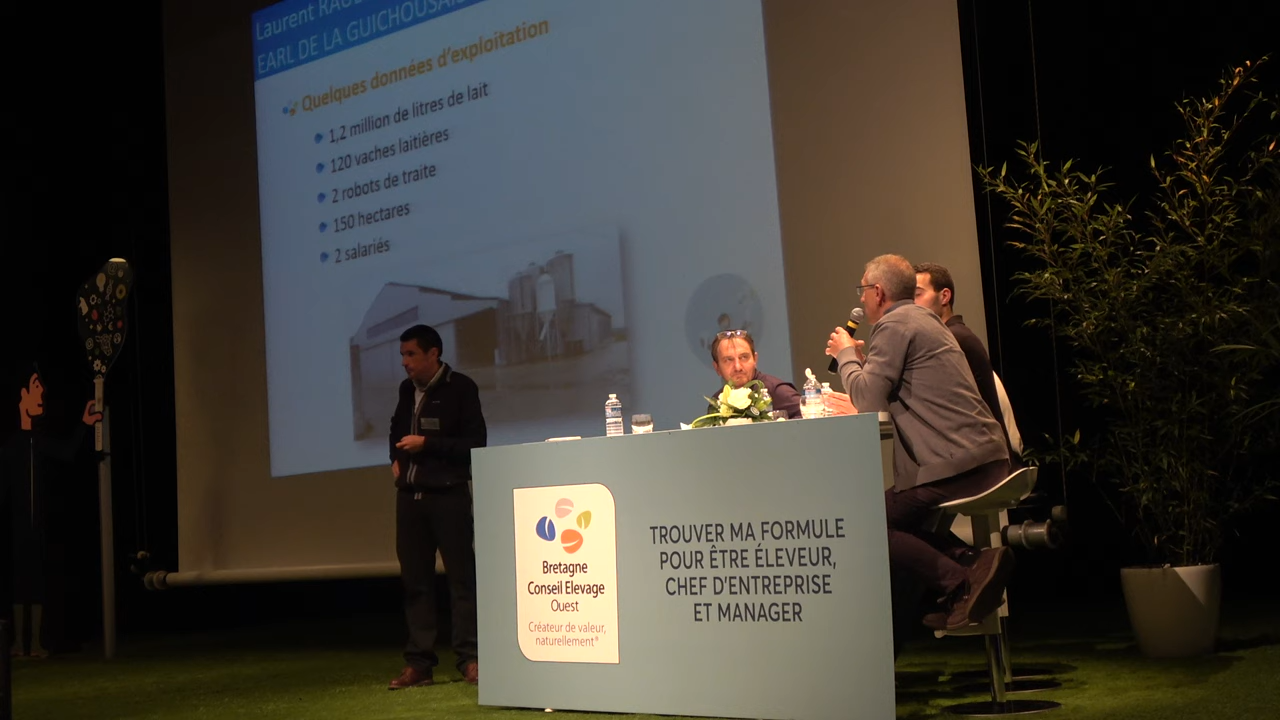 Laurent
EARL DE LA GUICHOUSAIS
Quelques données d'exploitation
1,2 million de litres de lait
120 vaches laitières
2 robots de traite
150 hectares
2 salariés
Bretagne
Conseil Elevage
Ouest
Créateur de valeur,
naturellement®
TROUVER MA FORMULE
POUR ÊTRE ÉLEVEUR,
CHEF D'ENTREPRISE
ET MANAGER